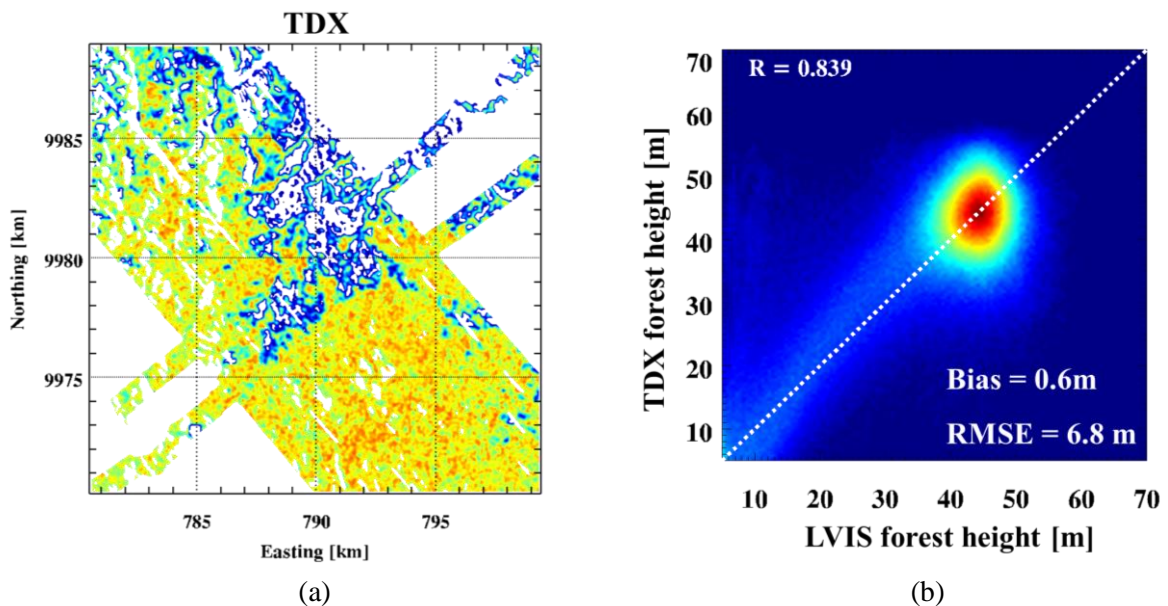 TDX
Northing [km]
9985
9980
9975
785 790 795
Easting [km]
(a)
R = 0.839
TDX forest height [m]
70
60
50
40
30
20
10
Bias = 0.6m
RMSE = 6.8 m
10 20 30 40 50 60 70
LVIS forest height [m]
(b)